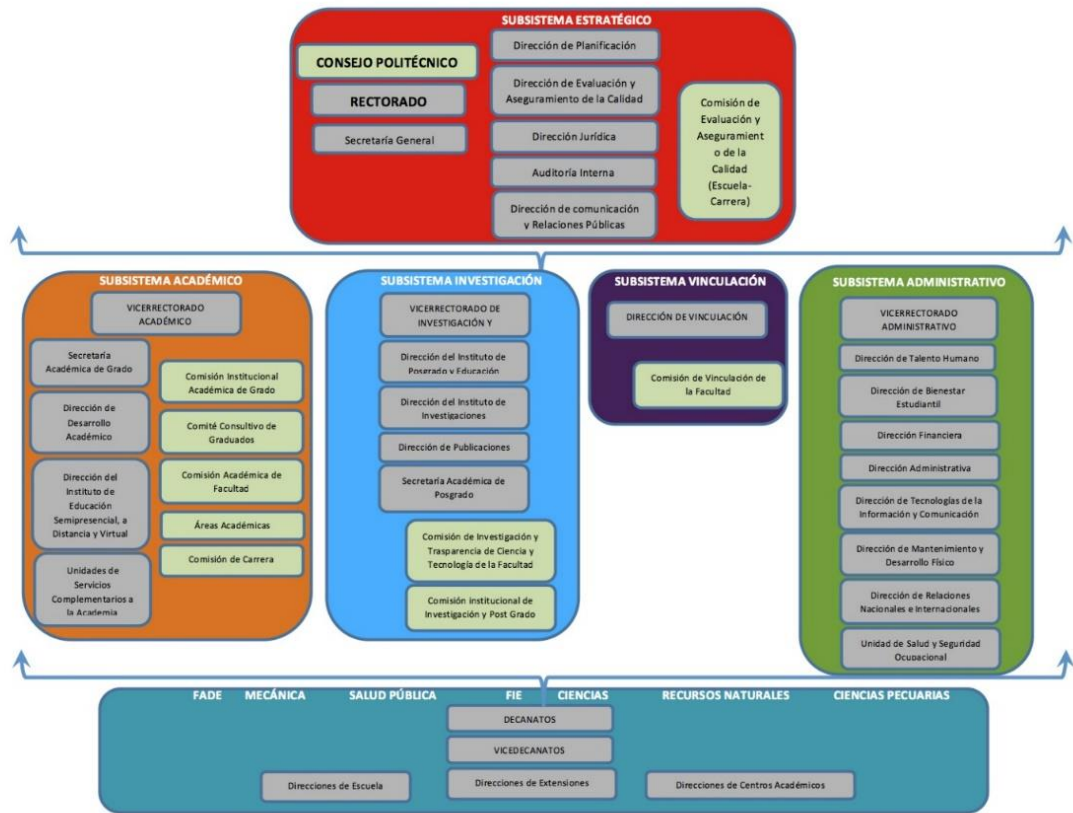 SUBSISTEMA ESTRATÉGICO
CONSEJO POLITÉCNICO
RECTORADO
Secretaría General
Dirección de Planificación
Dirección de Evaluación y
Aseguramiento de la Calidad
Dirección Jurídica
Auditoría Interna
Dirección de comunicación
y Relaciones Públicas
Comisión de
Evaluación y
Aseguramient
o de la
Calidad
(Escuela-
Carrera)
SUBSISTEMA ACADÉMICO
VICERRECTORADO
ACADÉMICO
Secretaría
Académica de Grado
Dirección de
Desarrollo
Académico
Dirección del
Instituto de
Educación
Semipresencial, a
Distancia y Virtual
Unidades de
Servicios
Complementarios a
la Academia
Comisión Institucional
Académica de Grado
Comité Consultivo de
Graduados
Comisión Académica de
Facultad
Áreas Académicas
Comisión de Carrera
SUBSISTEMA INVESTIGACIÓN
VICERRECTORADO DE
INVESTIGACIÓN Y
Dirección del Instituto de
Posgrado y Educación
Dirección del Instituto de
Investigaciones
Dirección de Publicaciones
Secretaría Académica de
Posgrado
Comisión de Investigación y
Trasparencia de Ciencia y
Tecnología de la Facultad
Comisión institucional de
Investigación y Post Grado
SUBSISTEMA VINCULACIÓN
DIRECCIÓN DE VINCULACIÓN
Comisión de Vinculación de
la Facultad
SUBSISTEMA ADMINISTRATIVO
VICERRECTORADO
ADMINISTRATIVO
Dirección de Talento Humano
Dirección de Bienestar
Estudiantil
Dirección Financiera
Dirección Administrativa
Dirección de Tecnologías de la
Información y Comunicación
Dirección de Mantenimiento y
Desarrollo Físico
Dirección de Relaciones
Nacionales e Internacionales
Unidad de Salud y Seguridad
Ocupacional
FADE MECÁNICA SALUD PÚBLICA FIE CIENCIAS RECURSOS NATURALES CIENCIAS PECUARIAS
DECANATOS
VICEDECANATOS
Direcciones de Escuela
Direcciones de Extensiones
Direcciones de Centros Académicos